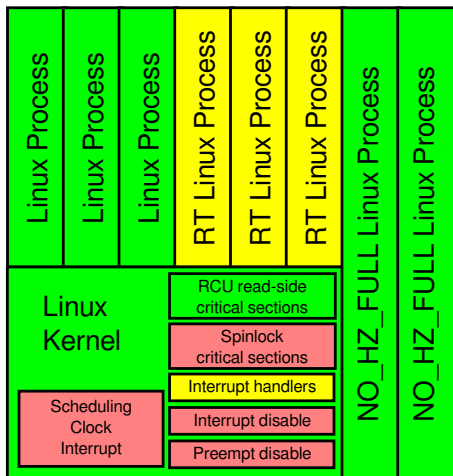 Linux Process
Linux Process
Linux Process
RT Linux Process
RT Linux Process
RT Linux Process
NO_HZ_FULL Linux Process
NO_HZ_FULL Linux Process
Linux
Kernel
RCU read-side
critical sections
Spinlock
critical sections
Interrupt handlers
Scheduling
Clock
Interrupt
Interrupt disable
Preempt disable